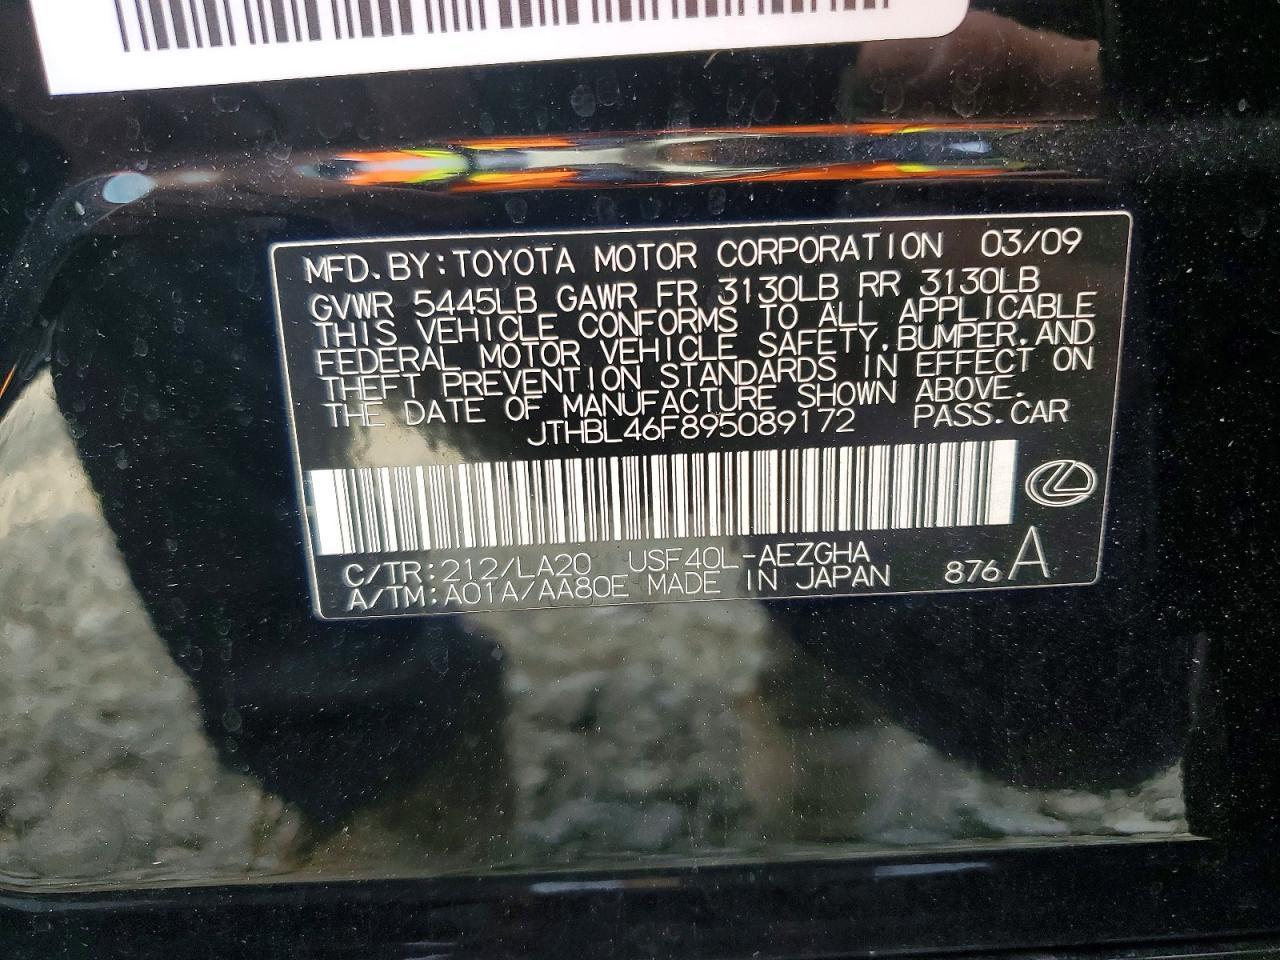 MFD.BY:TOYOTA MOTOR CORPORATION 03/09
GVWR 5445LB GAWR FR 3130LB RR 3130LB
THIS VEHICLE CONFORMS TO ALL APPLICABLE
FEDERAL MOTOR VEHICLE SAFETY,BUMPER,AND
THEFT PREVENTION STANDARDS IN EFFECT ON
THE DATE OF MANUFACTURE SHOWN ABOVE.
JTHBL46F895089172 PASS.CAR
C/TR:212/LA20 USF40L-AEZGHA
A/TM:A01A/AA80E MADE IN JAPAN 876 A